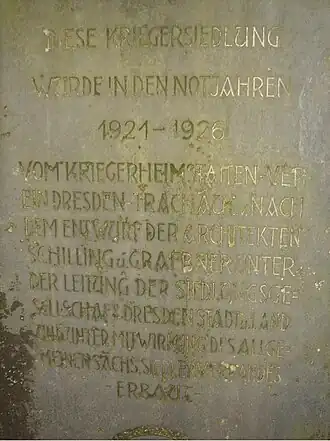 DIESE KRIEGERSIEDLUNG
WURDE IN DEN NOTJAHREN
1921-1926
VOM KRIEGERHEIMSTÄTTEN-VER-
EIN DRESDEN-TRACHAU NACH
DEM ENTWURF DER ARCHITEKTEN
SCHILLING U. GRAEBNER UNTER
DER LEITUNG DER SIEDLUNGSGE-
SELLSCHAFT DRESDEN STADT U. LAND
UND UNTER MITWIRKUNG DES ALLGE-
MEINEN SÄCHS. SIEDLERVERBANDES
- ERBAUT -